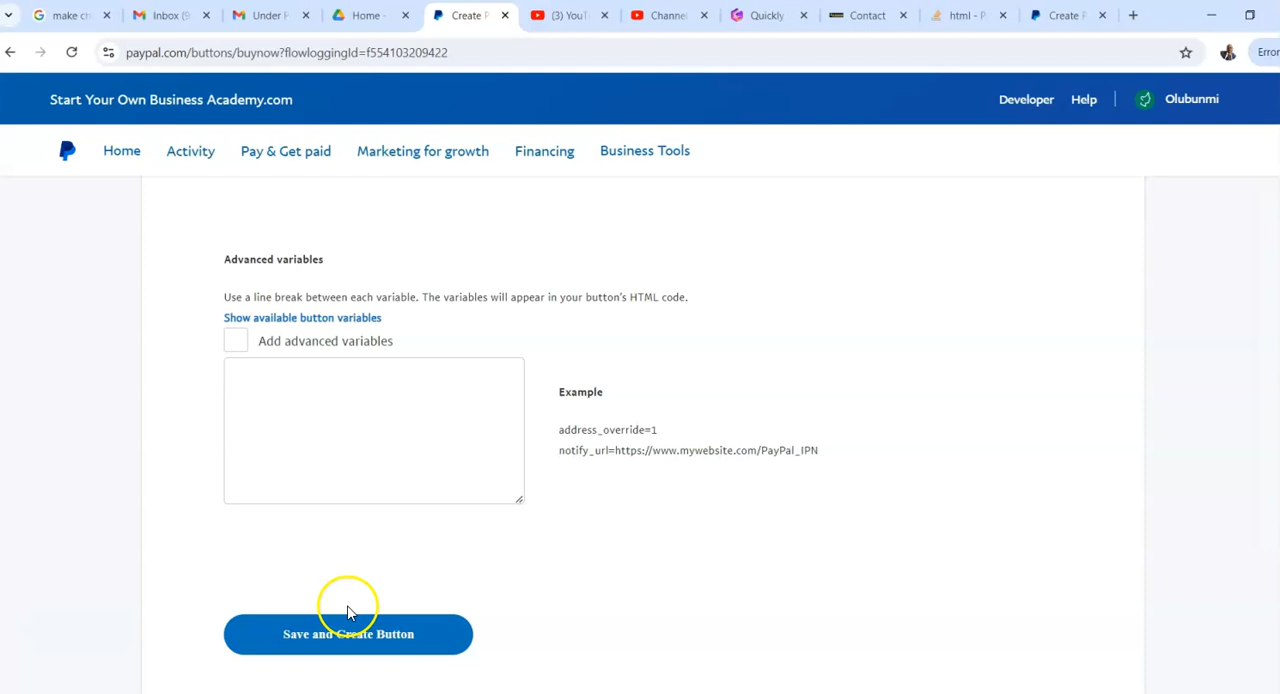 make ch
Inbox (9
Under P
Home -
Create P
(3) YouT
Channel
Quickly
Contact
html - P
Create P
paypal.com/buttons/buynow?flowloggingId=f554103209422
Error
Start Your Own Business Academy.com
Developer
Help
Olubunmi
Home
Activity
Pay & Get paid
Marketing for growth
Financing
Business Tools
Advanced variables
Use a line break between each variable. The variables will appear in your button's HTML code.
Show available button variables
Add advanced variables
Example
address_override=1
notify_url=https://www.mywebsite.com/PayPal_IPN
Save and Create Button